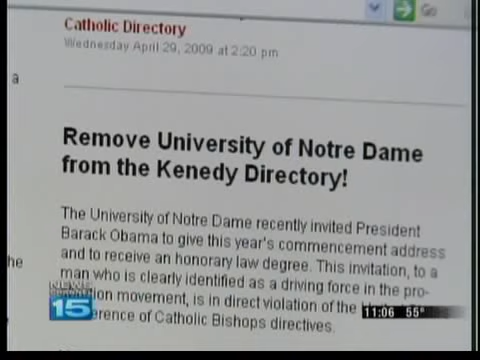 Go
Catholic Directory
Wednesday April 29, 2009 at 2:20 pm
a
Remove University of Notre Dame
from the Kenedy Directory!
The University of Notre Dame recently invited President
Barack Obama to give this year's commencement address
and to receive an honorary law degree. This invitation, to a
he
man who is clearly identified as a driving force in the pro-
movement, is in direct violation of the
of Catholic Bishops directives.
NEWS
15
11:06 55°